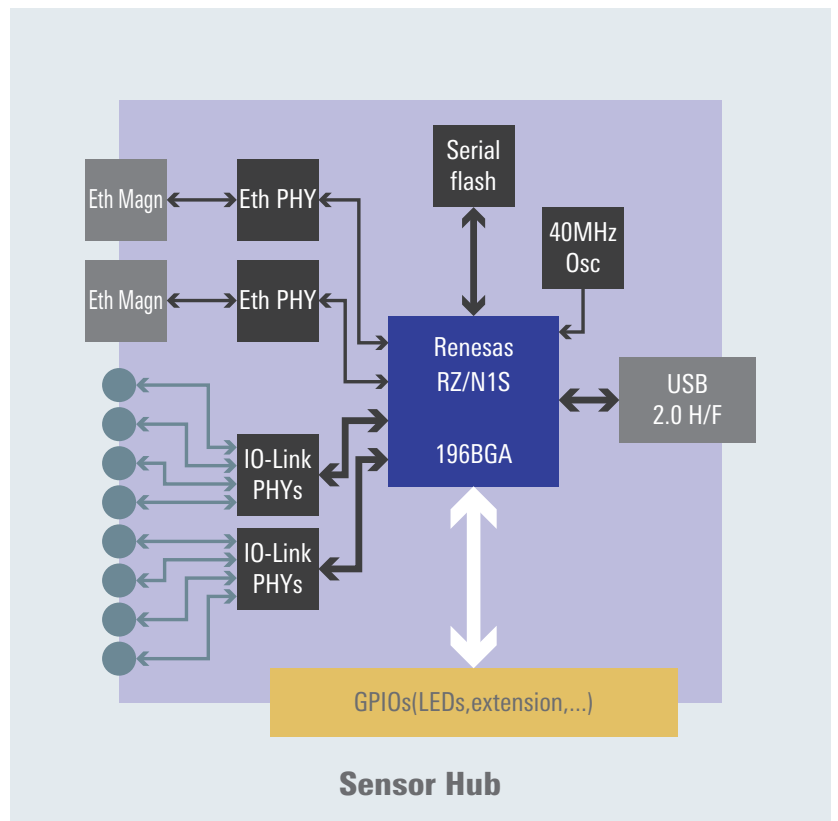 Serial
flash
Eth Magn
Eth PHY
40MHz
Osc
Eth Magn
Eth PHY
Renesas
RZ/N1S
196BGA
USB
2.0 H/F
IO-Link
PHYs
IO-Link
PHYs
GPIOs(LEDs,extension,...)
Sensor Hub